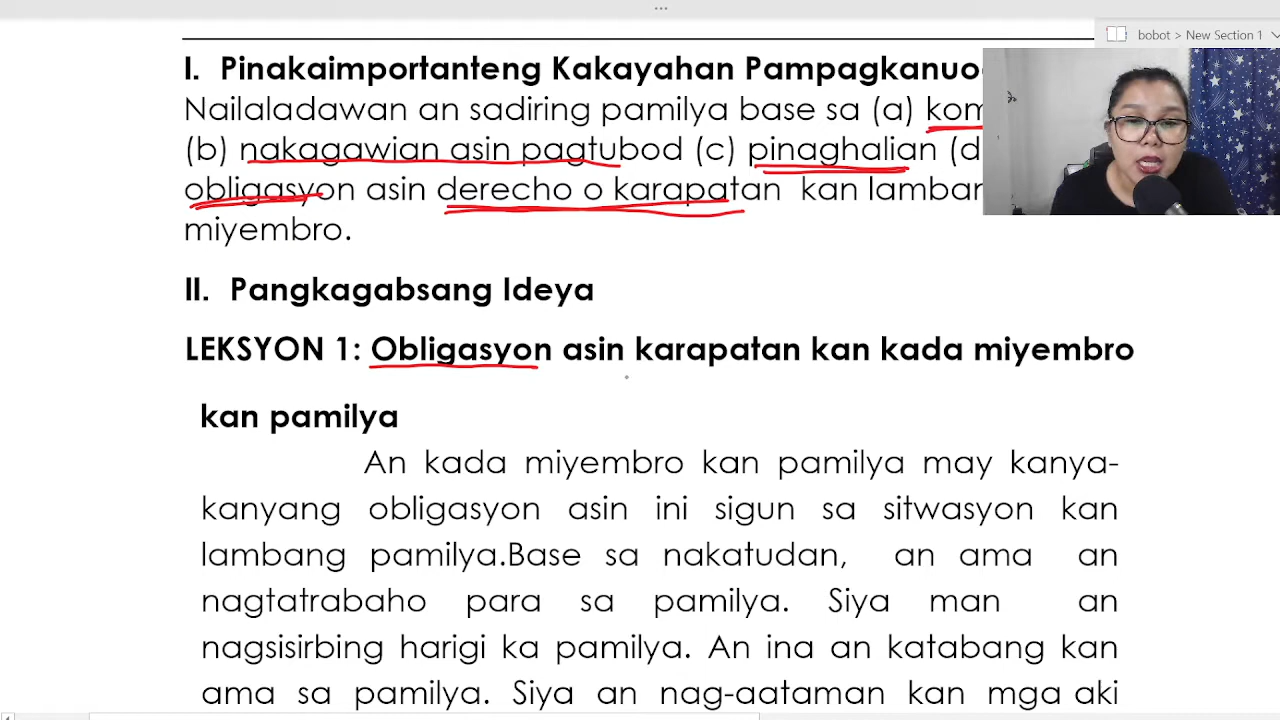 bobot > New Section 1
I. Pinakaimportanteng Kakayahan
Naiilaladawan an sadiring pamilya base sa (a)
(b) nakagawian asin pagtubod (c) pinaghalian (d
obligasyon asin derecho o karapatan kan
miyembro.
II. Pangkagabsang Ideya
LEKSYON 1: Obligasyon asin karapatan kan kada miyembro
kan pamilya
An kada miyembro kan pamilya may kanya-
kanyang obligasyon asin ini sigun sa sitwasyon kan
lambang pamilya.Base sa nakatudan, an ama an
nagtatrabaho para sa pamilya. Siya man an
nagsisirbing harigi ka pamilya. An ina an katabang kan
ama sa pamilya. Siya an nag-aataman kan mga aki